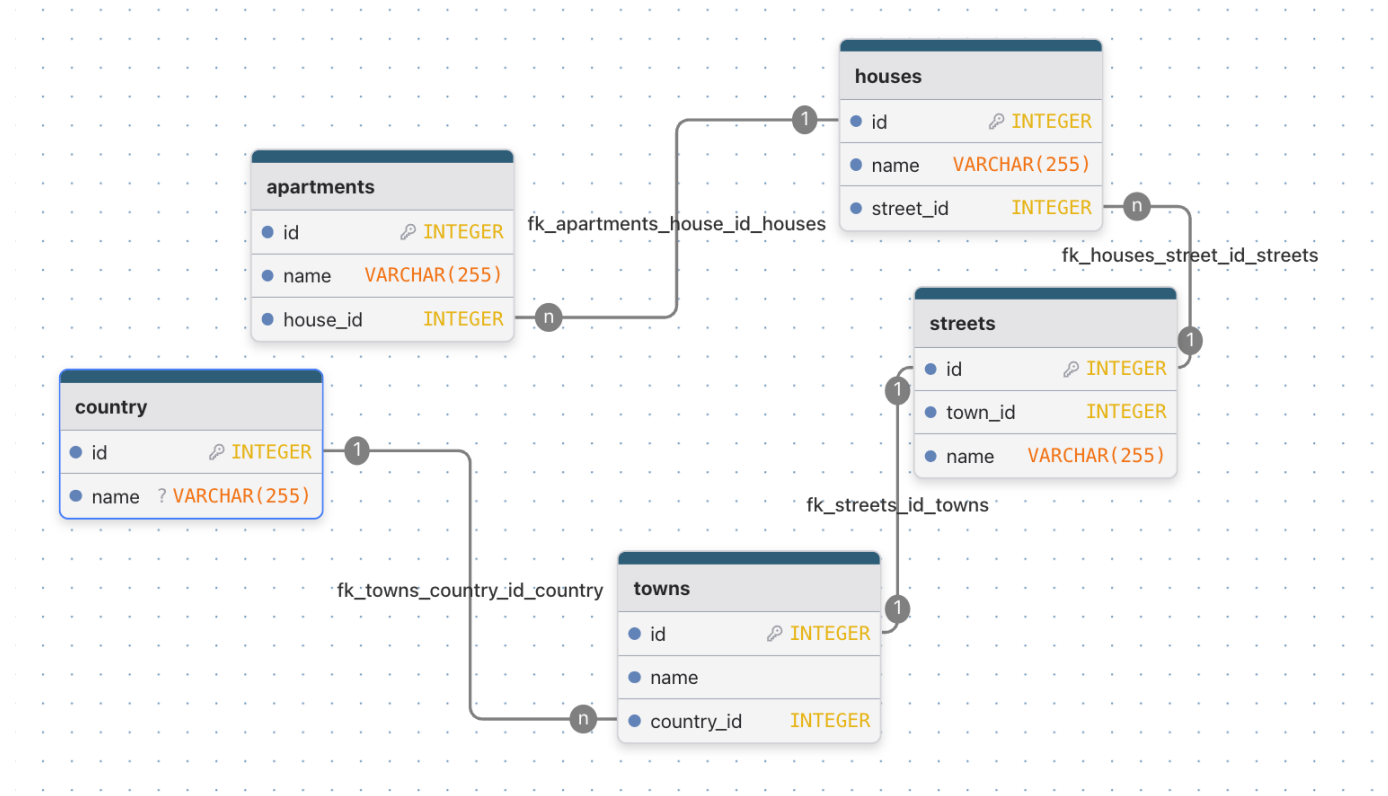 houses
id INTEGER
name VARCHAR(255)
street_id INTEGER
apartments
id INTEGER
name VARCHAR(255)
house_id INTEGER
fk_apartments_house_id_houses
1
n
n
1
fk_houses_street_id_streets
streets
id INTEGER
town_id INTEGER
name VARCHAR(255)
country
id INTEGER
name ? VARCHAR(255)
1
n
fk_towns_country_id_country
1
1
fk_streets_id_towns
towns
id INTEGER
name
country_id INTEGER